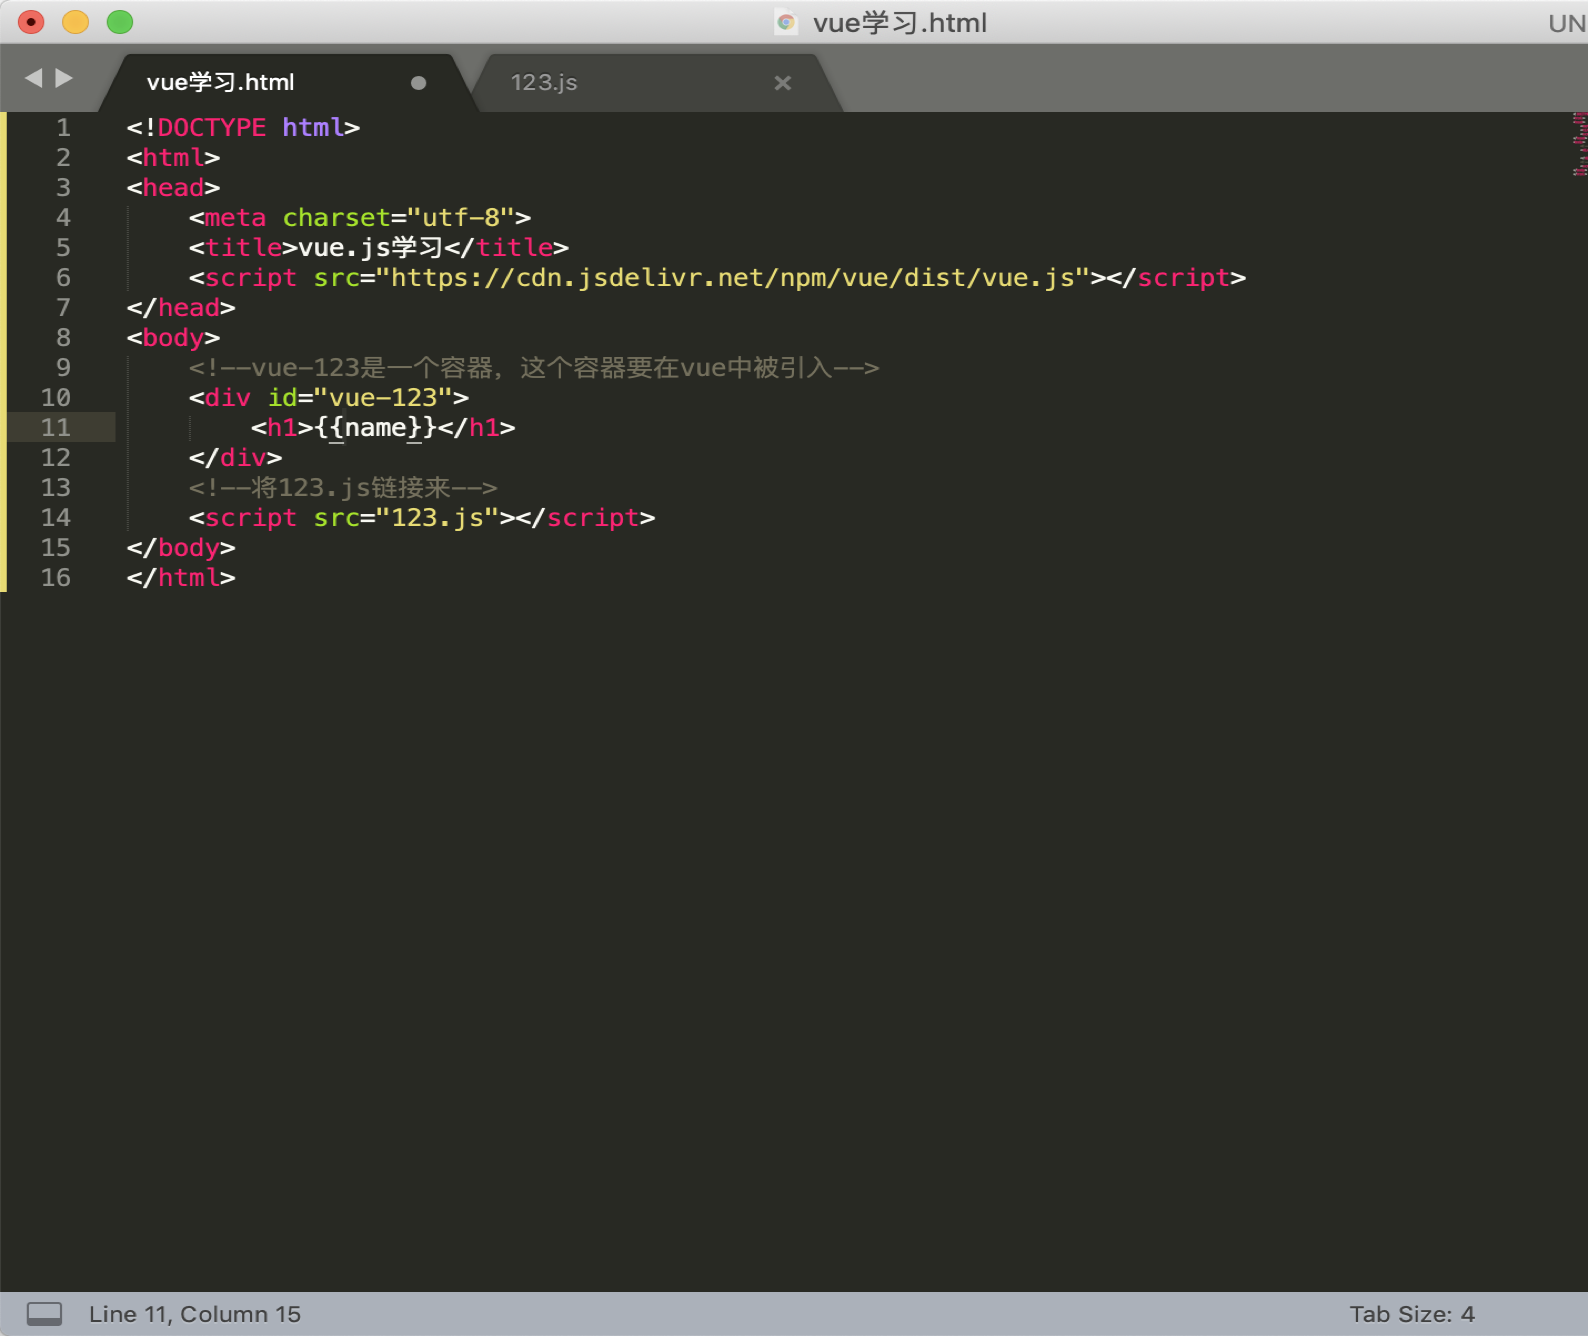 vue学习.html
UN
vue学习.html
123.js
1 <!DOCTYPE html>
2 <html>
3 <head>
4 <meta charset="utf-8">
5 <title>vue.js学习</title>
6 <script src="https://cdn.jsdelivr.net/npm/vue/dist/vue.js"></script>
7 </head>
8 <body>
9 <!--vue-123是一个容器，这个容器要在vue中被引入-->
10 <div id="vue-123">
11 <h1>{{name}}</h1>
12 </div>
13 <!--将123.js链接来-->
14 <script src="123.js"></script>
15 </body>
16 </html>
Line 11, Column 15
Tab Size: 4